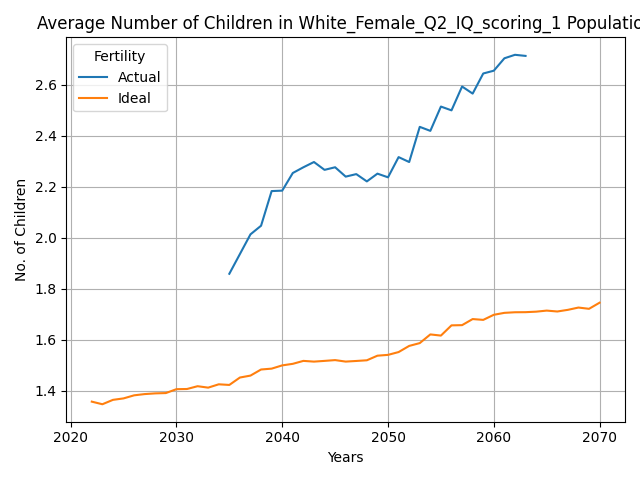 Average Number of Children in White_Female_Q2_IQ_scoring_1 Populatio
Fertility
Actual
Ideal
2.6
2.4
2.2
2.0
1.8
1.6
1.4
No. of Children
2020 2030 2040 2050 2060 2070
Years